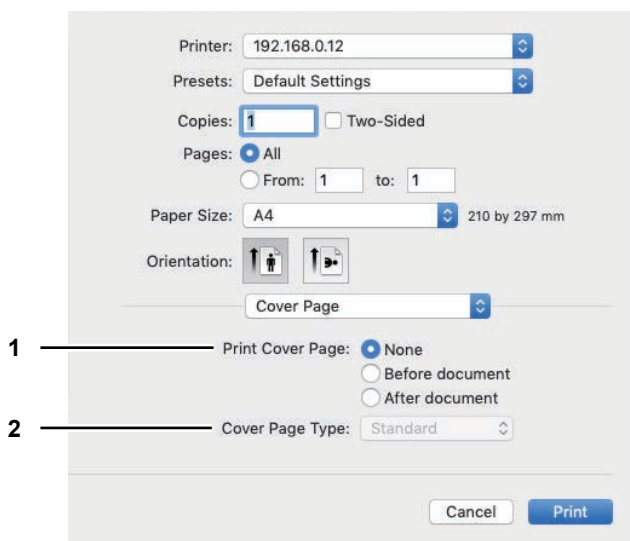 Printer: 192.168.0.12
Presets: Default Settings
Copies: 1 Two-Sided
Pages: All
From: 1 to: 1
Paper Size: A4 210 by 297 mm
Orientation:
Cover Page
1 Print Cover Page: None
Before document
After document
2 Cover Page Type: Standard
Cancel Print